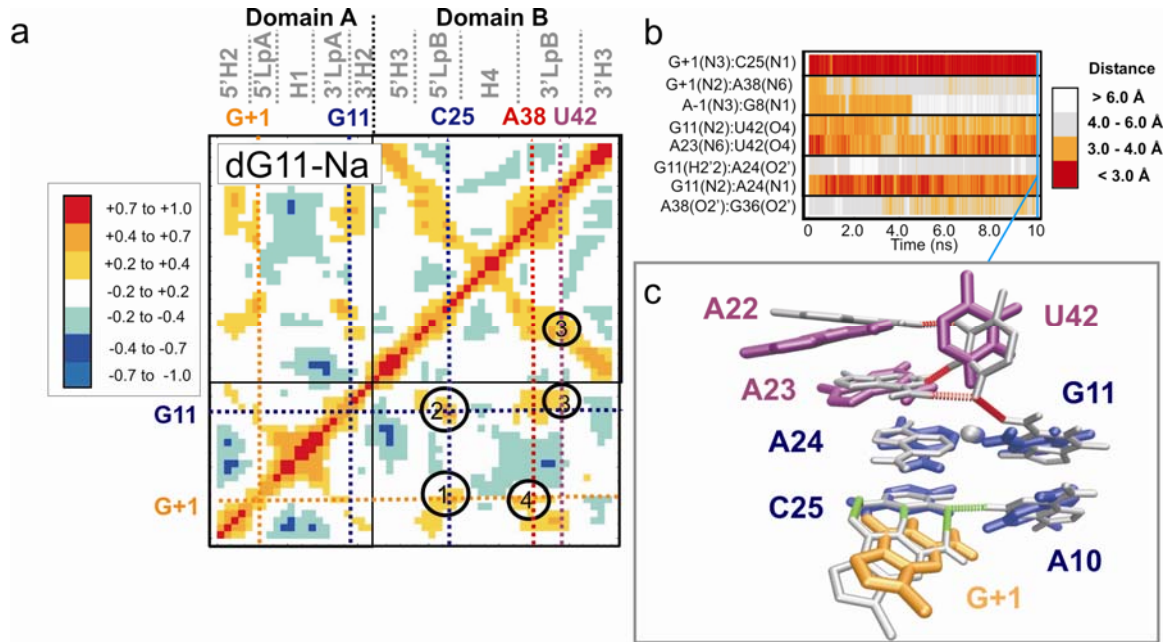 a
Domain A
Domain B
5'H2
5'LpA
H1
3'LpA
3'H2
5'H3
5'LpB
H4
3'LpB
3'H3
G+1
G11
C25
A38
U42
dG11-Na
+0.7 to +1.0
+0.4 to +0.7
+0.2 to +0.4
-0.2 to +0.2
-0.2 to -0.4
-0.4 to -0.7
-0.7 to -1.0
G11
G+1
3
2
3
1
4
b
G+1(N3):C25(N1)
G+1(N2):A38(N6)
A-1(N3):G8(N1)
G11(N2):U42(O4)
A23(N6):U42(O4)
G11(H2'2):A24(O2')
G11(N2):A24(N1)
A38(O2'):G36(O2')
0
2.0
4.0
6.0
8.0
10
Time (ns)
Distance
> 6.0 Å
4.0 - 6.0 Å
3.0 - 4.0 Å
< 3.0 Å
c
A22
U42
A23
G11
A24
C25
A10
G+1